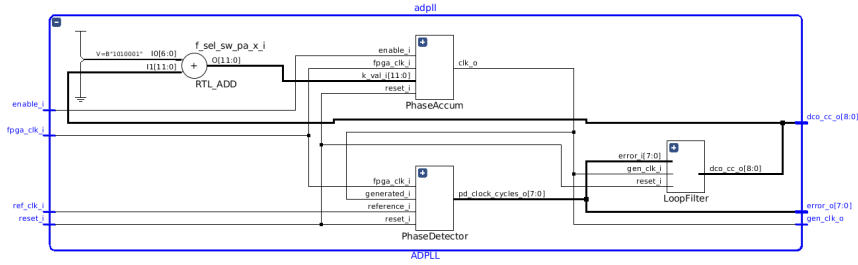 adpll
f_sel_sw_pa_x_i
V=B"1010001"
I0[6:0]
I1[11:0]
O[11:0]
+
RTL_ADD
enable_i
fpga_clk_i
k_val_i[11:0]
reset_i
clk_o
PhaseAccum
enable_i
fpga_clk_i
ref_clk_i
reset_i
fpga_clk_i
generated_i
reference_i
reset_i
pd_clock_cycles_o[7:0]
PhaseDetector
error_i[7:0]
gen_clk_i
reset_i
dco_cc_o[8:0]
LoopFilter
dco_cc_o[8:0]
error_o[7:0]
gen_clk_o
ADPLL